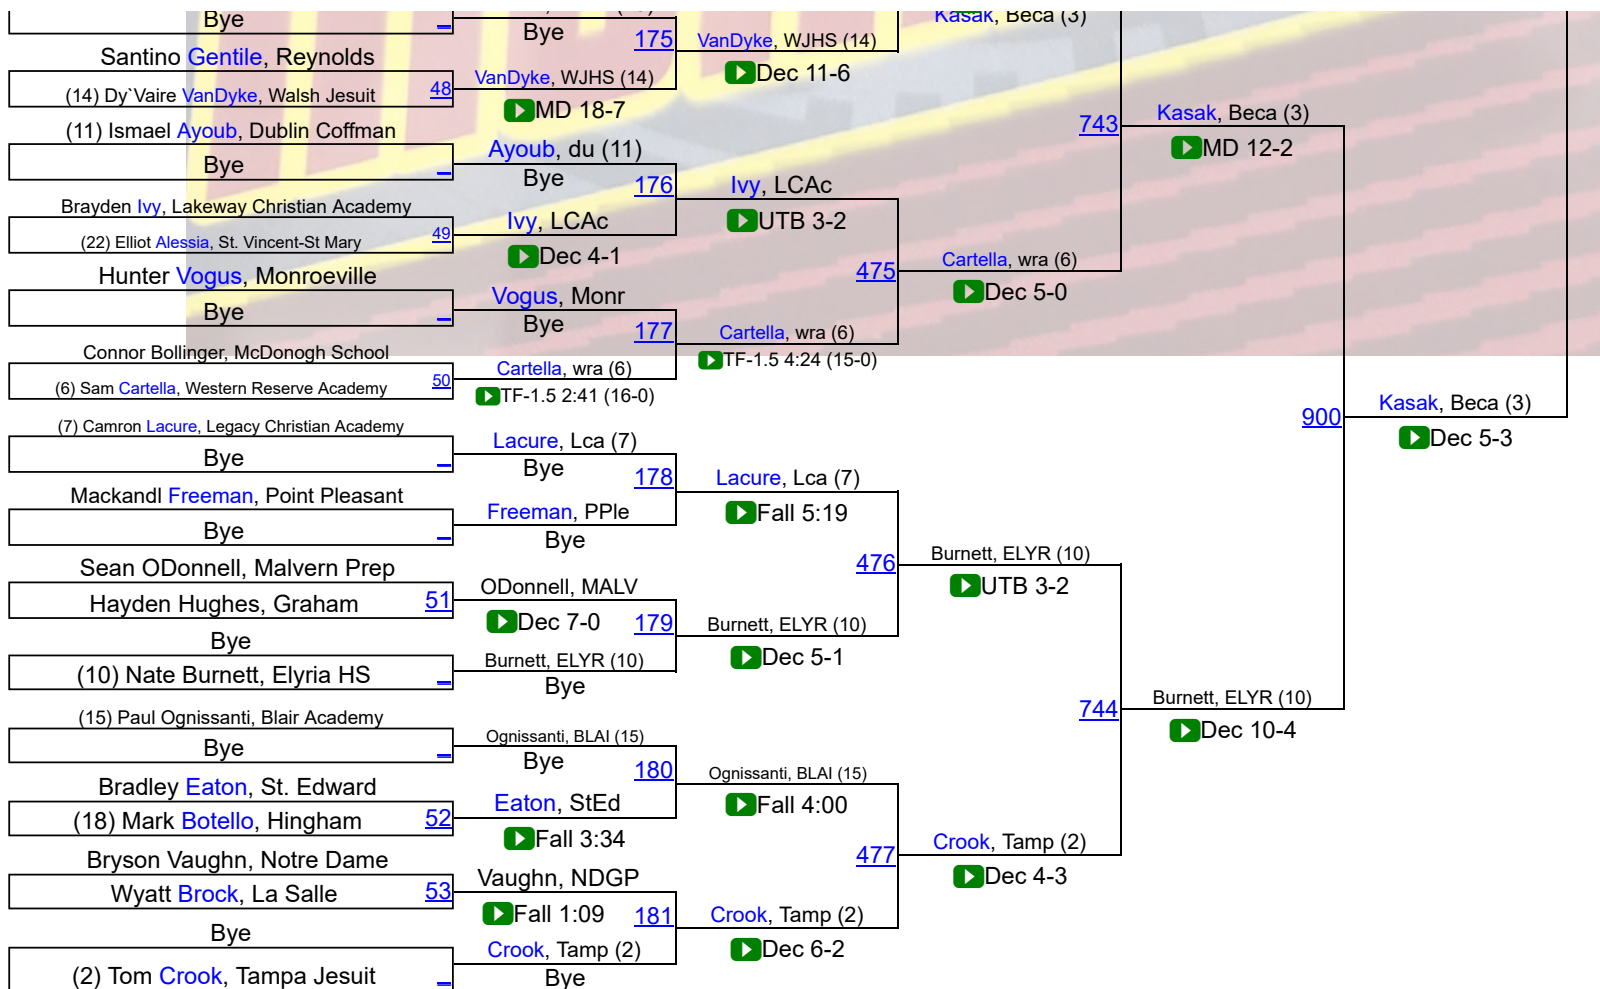 Bye
Santino Gentile, Reynolds
(14) Dy`Vaire VanDyke, Walsh Jesuit
48
(11) Ismael Ayoub, Dublin Coffman
Bye
Brayden Ivy, Lakeway Christian Academy
(22) Elliot Alessia, St. Vincent-St Mary
49
Hunter Vogus, Monroeville
Bye
Connor Bollinger, McDonogh School
(6) Sam Cartella, Western Reserve Academy
50
(7) Camron Lacure, Legacy Christian Academy
Bye
Mackandl Freeman, Point Pleasant
Bye
Sean ODonnell, Malvern Prep
Hayden Hughes, Graham
51
Bye
(10) Nate Burnett, Elyria HS
(15) Paul Ognissanti, Blair Academy
Bye
Bradley Eaton, St. Edward
(18) Mark Botello, Hingham
52
Bryson Vaughn, Notre Dame
Wyatt Brock, La Salle
53
Bye
(2) Tom Crook, Tampa Jesuit
Bye
175
VanDyke, WJHS (14)
MD 18-7
Ayoub, du (11)
Bye
176
Ivy, LCAc
Dec 4-1
Vogus, Monr
Bye
177
Cartella, wra (6)
TF-1.5 2:41 (16-0)
Lacure, Lca (7)
Bye
178
Freeman, PPle
Bye
ODonnell, MALV
Dec 7-0
179
Burnett, ELYR (10)
Bye
Ognissanti, BLAI (15)
Bye
180
Eaton, StEd
Fall 3:34
Vaughn, NDGP
Fall 1:09
181
Crook, Tamp (2)
Bye
VanDyke, WJHS (14)
Dec 11-6
Ivy, LCAc
UTB 3-2
475
Cartella, wra (6)
TF-1.5 4:24 (15-0)
Lacure, Lca (7)
Fall 5:19
476
Burnett, ELYR (10)
Dec 5-1
Ognissanti, BLAI (15)
Fall 4:00
477
Crook, Tamp (2)
Dec 6-2
Kasak, Beca (3)
743
Cartella, wra (6)
Dec 5-0
Burnett, ELYR (10)
UTB 3-2
744
Crook, Tamp (2)
Dec 4-3
Kasak, Beca (3)
MD 12-2
900
Burnett, ELYR (10)
Dec 10-4
Kasak, Beca (3)
Dec 5-3